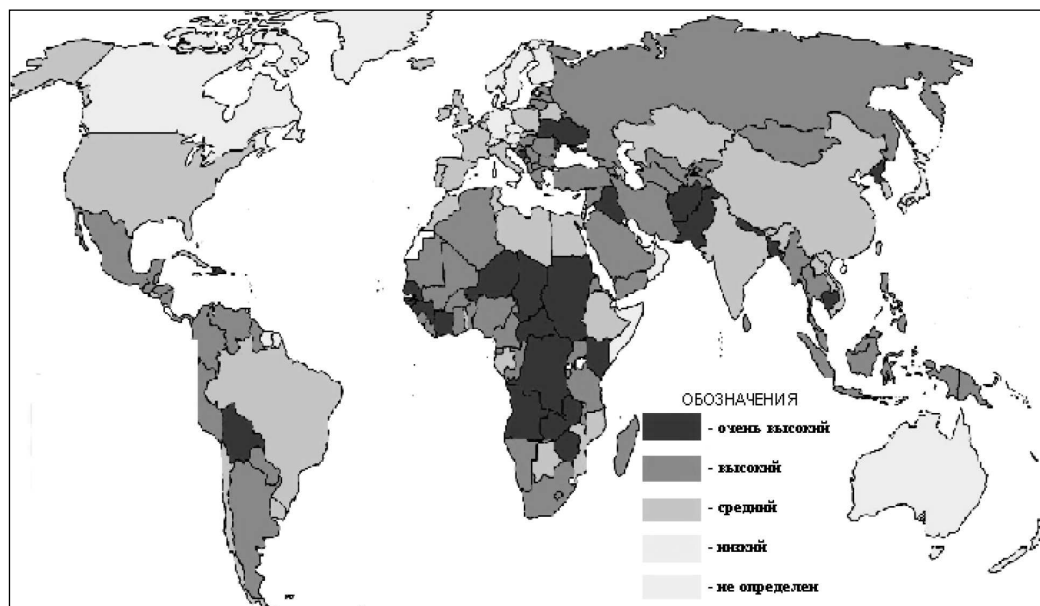 ОБОЗНАЧЕНИЯ
- очень высокий
- высокий
- средний
- низкий
- не определен